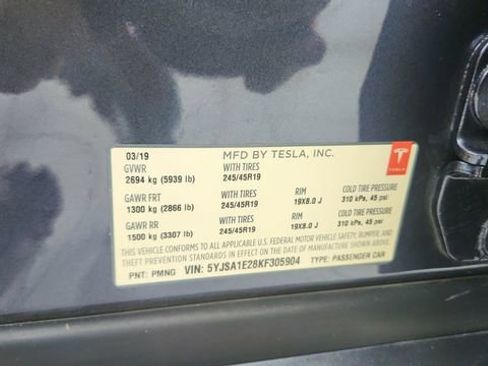 03/19 MFD BY TESLA, INC.
GVWR WITH TIRES
2694 kg (5939 lb) 245/45R19
GAWR FRT WITH TIRES RIM COLD TIRE PRESSURE
1300 kg (2866 lb) 245/45R19 19X8.0 J 310 kPa, 45 psi
GAWR RR WITH TIRES RIM COLD TIRE PRESSURE
1500 kg (3307 lb) 245/45R19 19X8.0 J 310 kPa, 45 psi
THIS VEHICLE CONFORMS TO ALL APPLICABLE U.S. FEDERAL MOTOR VEHICLE SAFETY, BUMPER, AND
THEFT PREVENTION STANDARDS IN EFFECT ON THE DATE OF MANUFACTURE SHOWN ABOVE.
PNT: PMNG VIN: 5YJSA1E28KF305904 TYPE: PASSENGER CAR
TESLA